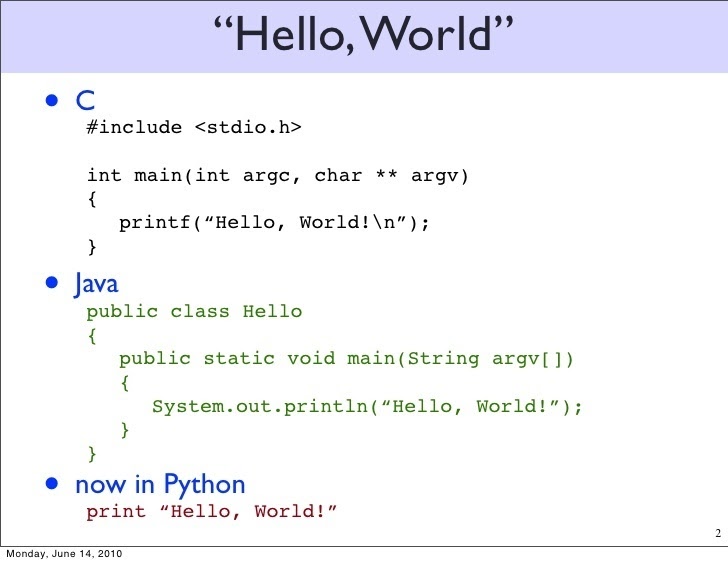 “Hello, World”
• C
#include <stdio.h>
int main(int argc, char ** argv)
{
printf(“Hello, World!\n”);
}
• Java
public class Hello
{
public static void main(String argv[])
{
System.out.println(“Hello, World!”);
}
}
• now in Python
print “Hello, World!”
2
Monday, June 14, 2010